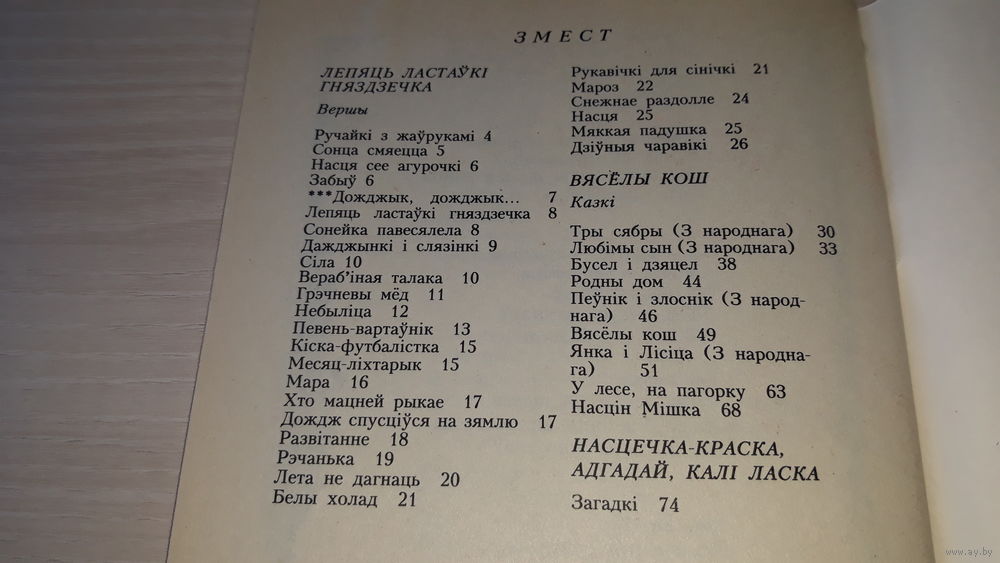 ЗМЕСТ
ЛЕПЯЦЬ ЛАСТАЎКІ
ГНЯЗДЗЕЧКА
Вершы
Ручайкі з жаўрукамі 4
Сонца смяецца 5
Насця сее агурочкі 6
Забыў 6
***Дожджык, дожджык... 7
Лепяць ластаўкі гняздзечка 8
Сонейка павесялела 8
Дажджынкі і слязінкі 9
Сіла 10
Вераб'іная талака 10
Грэчневы мёд 11
Небыліца 12
Певень-вартаўнік 13
Кіска-футбалістка 15
Месяц-ліхтарык 15
Мара 16
Хто мацней рыкае 17
Дождж спусціўся на зямлю 17
Развітанне 18
Рэчанька 19
Лета не дагнаць 20
Белы холад 21
Рукавічкі для сінічкі 21
Мароз 22
Снежнае раздолле 24
Насця 25
Мяккая падушка 25
Дзіўныя чаравікі 26
ВЯСЁЛЫ КОШ
Казкі
Тры сябры (З народнага) 30
Любімы сын (З народнага) 33
Бусел і дзяцел 38
Родны дом 44
Пеўнік і злоснік (З народ-
нага) 46
Вясёлы кош 49
Янка і Лісіца (З народна-
га) 51
У лесе, на пагорку 63
Насцін Мішка 68
НАСЦЕЧКА-КРАСКА,
АДГАДАЙ, КАЛІ ЛАСКА
Загадкі 74
www.ay.by